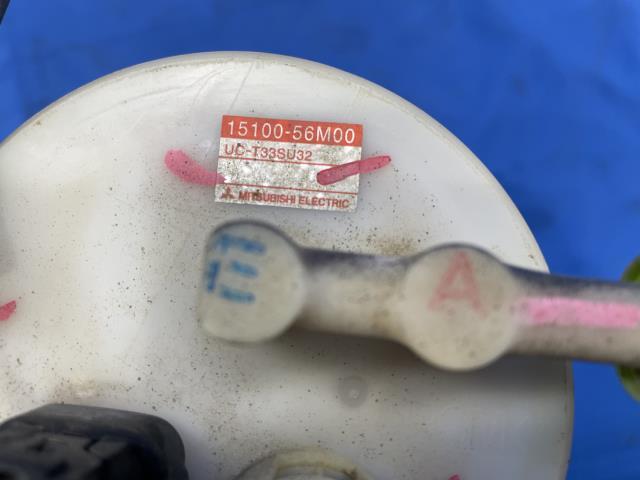 15100-56M00
UC-T33SU32
MITSUBISHI ELECTRIC
A